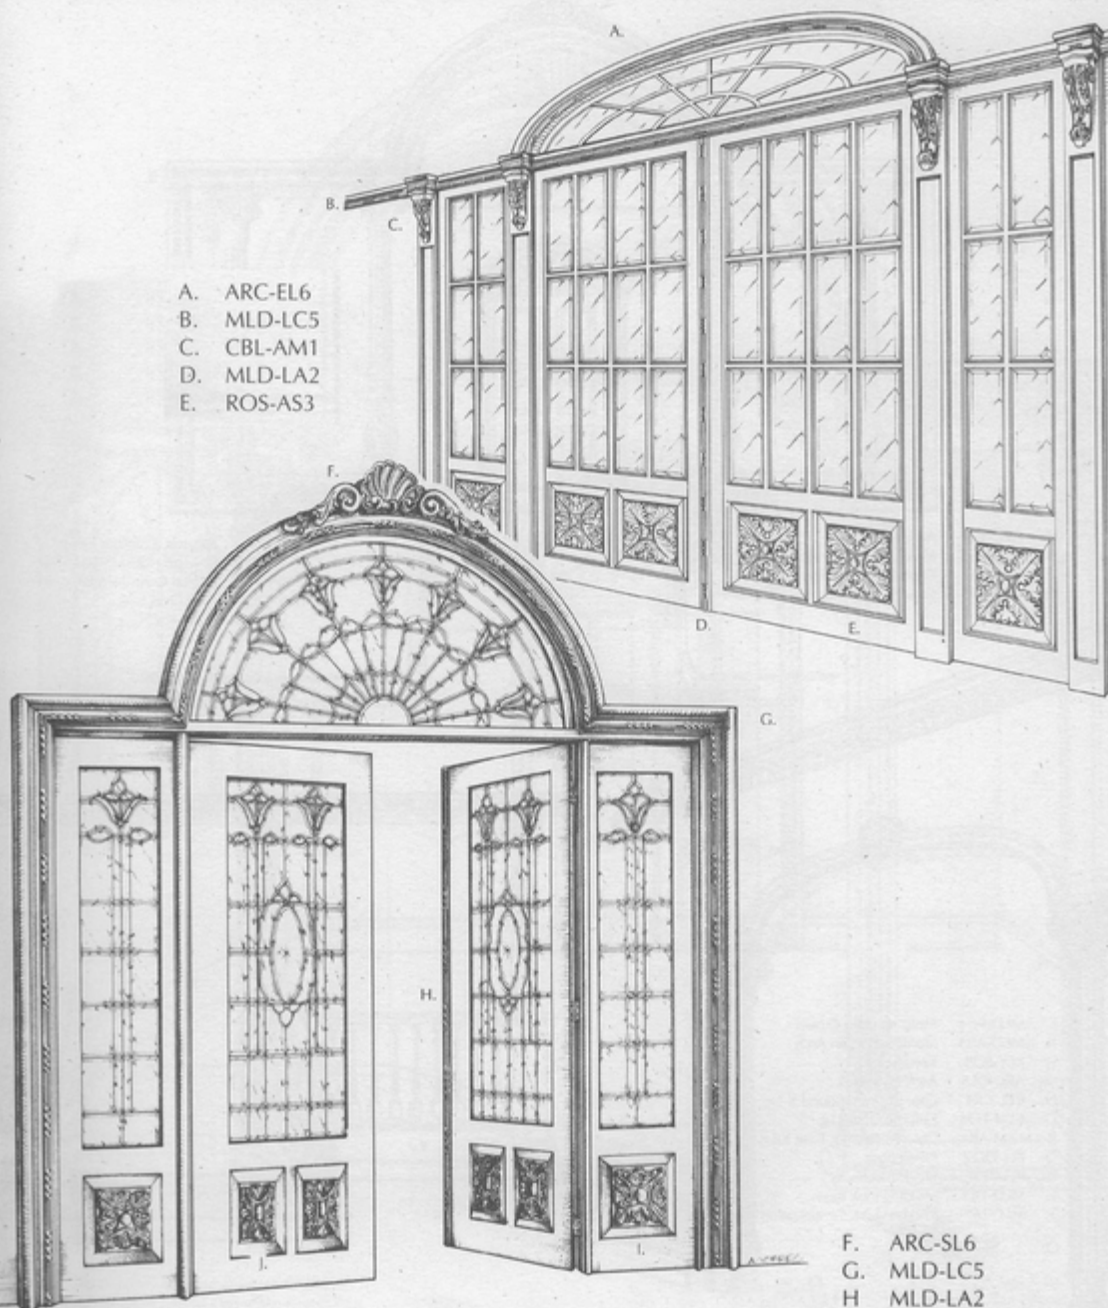 A.
B.
C.
A. ARC-EL6
B. MLD-LC5
C. CBL-AM1
D. MLD-LA2
E. ROS-AS3
F.
D.
E.
G.
H.
J.
I.
F. ARC-SL6
G. MLD-LC5
H MLD-LA2